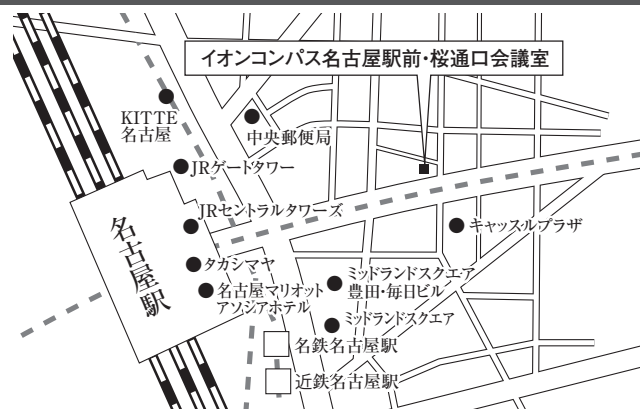 イオンコンパス名古屋駅前・桜通口会議室
KITTE
名古屋
中央郵便局
JRゲートタワー
JRセントラルタワーズ
キャッスルプラザ
名古屋駅
タカシマヤ
名古屋マリオット
アソシアホテル
ミッドランドスクエア
豊田・毎日ビル
ミッドランドスクエア
名鉄名古屋駅
近鉄名古屋駅